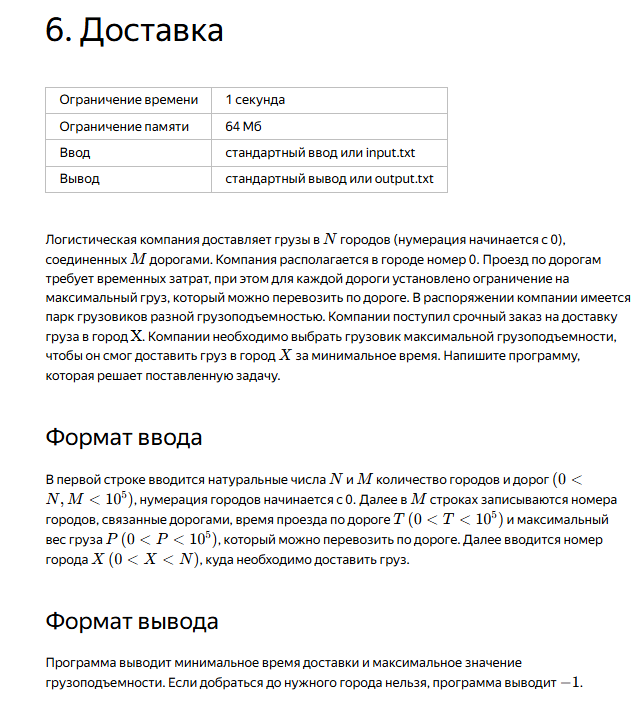 6. Доставка
Ограничение времени 1 секунда
Ограничение памяти 64 Мб
Ввод стандартный ввод или input.txt
Вывод стандартный вывод или output.txt
Логистическая компания доставляет грузы в N городов (нумерация начинается с 0),
соединенных M дорогами. Компания располагается в городе номер 0. Проезд по дорогам
требует временных затрат, при этом для каждой дороги установлено ограничение на
максимальный груз, который можно перевозить по дороге. В распоряжении компании имеется
парк грузовиков разной грузоподъемностью. Компании поступил срочный заказ на доставку
груза в город X. Компании необходимо выбрать грузовик максимальной грузоподъемности,
чтобы он смог доставить груз в город X за минимальное время. Напишите программу,
которая решает поставленную задачу.
Формат ввода
В первой строке вводится натуральные числа N и M количество городов и дорог (0 <
N, M < 10⁵), нумерация городов начинается с 0. Далее в M строках записываются номера
городов, связанные дорогами, время проезда по дороге T (0 < T < 10⁵) и максимальный
вес груза P (0 < P < 10⁵), который можно перевозить по дороге. Далее вводится номер
города X (0 < X < N), куда необходимо доставить груз.
Формат вывода
Программа выводит минимальное время доставки и максимальное значение
грузоподъемности. Если добраться до нужного города нельзя, программа выводит −1.